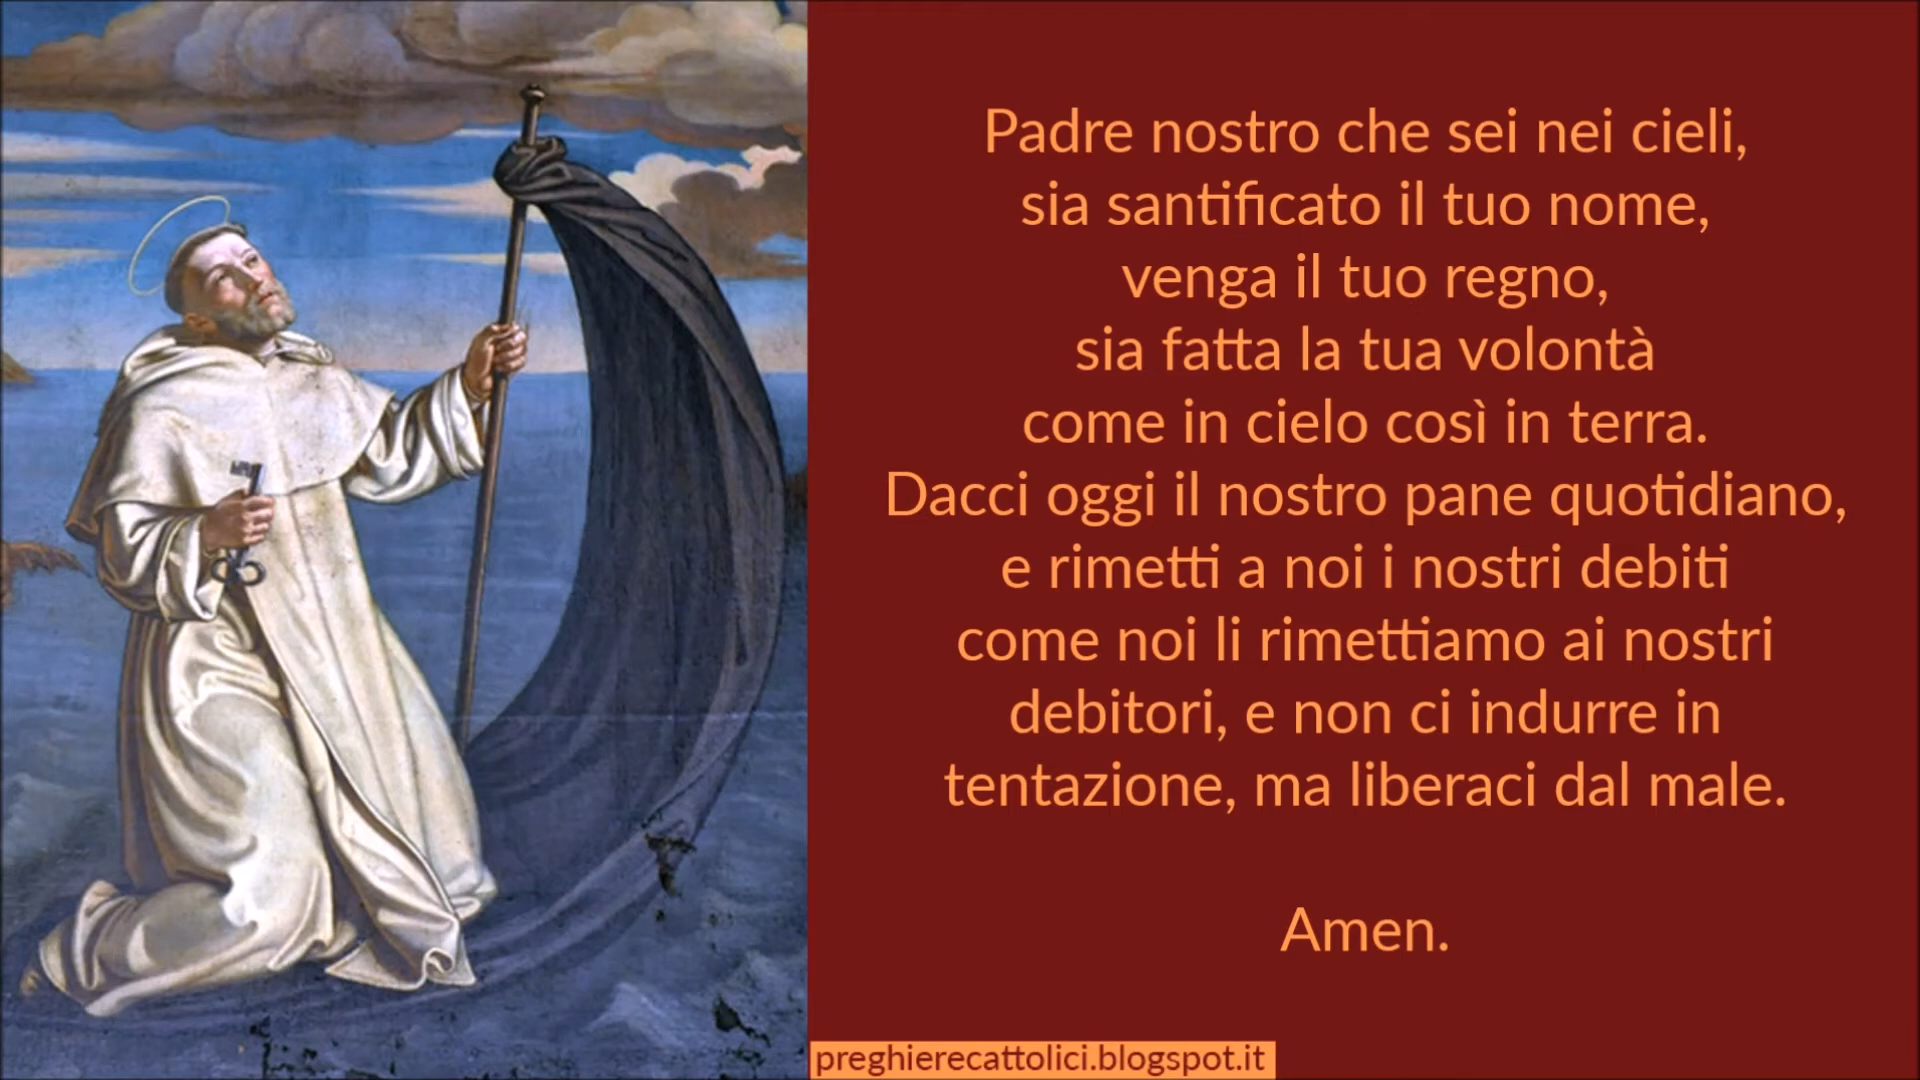 Padre nostro che sei nei cieli,
sia santificato il tuo nome,
venga il tuo regno,
sia fatta la tua volontà
come in cielo così in terra.
Dacci oggi il nostro pane quotidiano,
e rimetti a noi i nostri debiti
come noi li rimettiamo ai nostri
debitori, e non ci indurre in
tentazione, ma liberaci dal male.
Amen.
preghierecattolici.blogspot.it